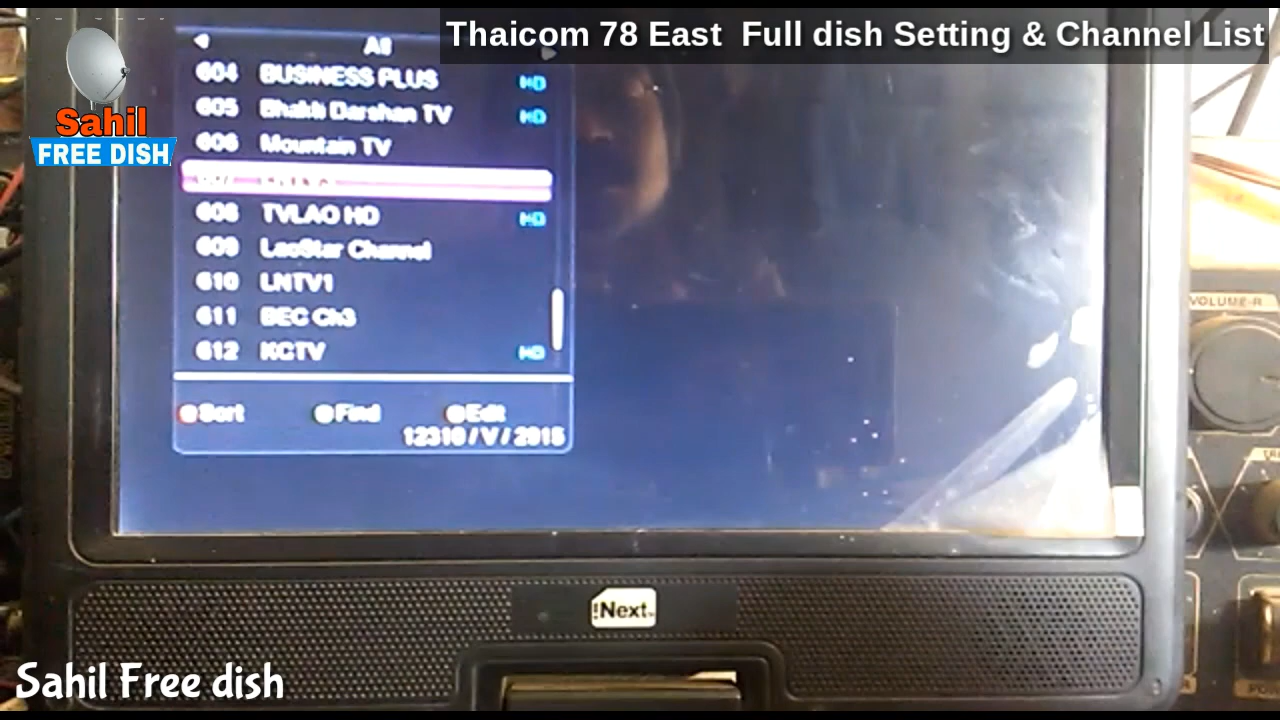 Thaicom 78 East  Full dish Setting & Channel List
All
604 BUSINESS PLUS HD
605 Bhakti Darshan TV HD
606 Mountain TV
607
608 TVLAO HD HD
609 LaoStar Channel
610 LNTV1
611 BEC Ch3
612 KCTV HD
Sort Find Edit
12310 / V / 2915
Sahil
FREE DISH
VOLUME-R
!Next
Sahil Free dish